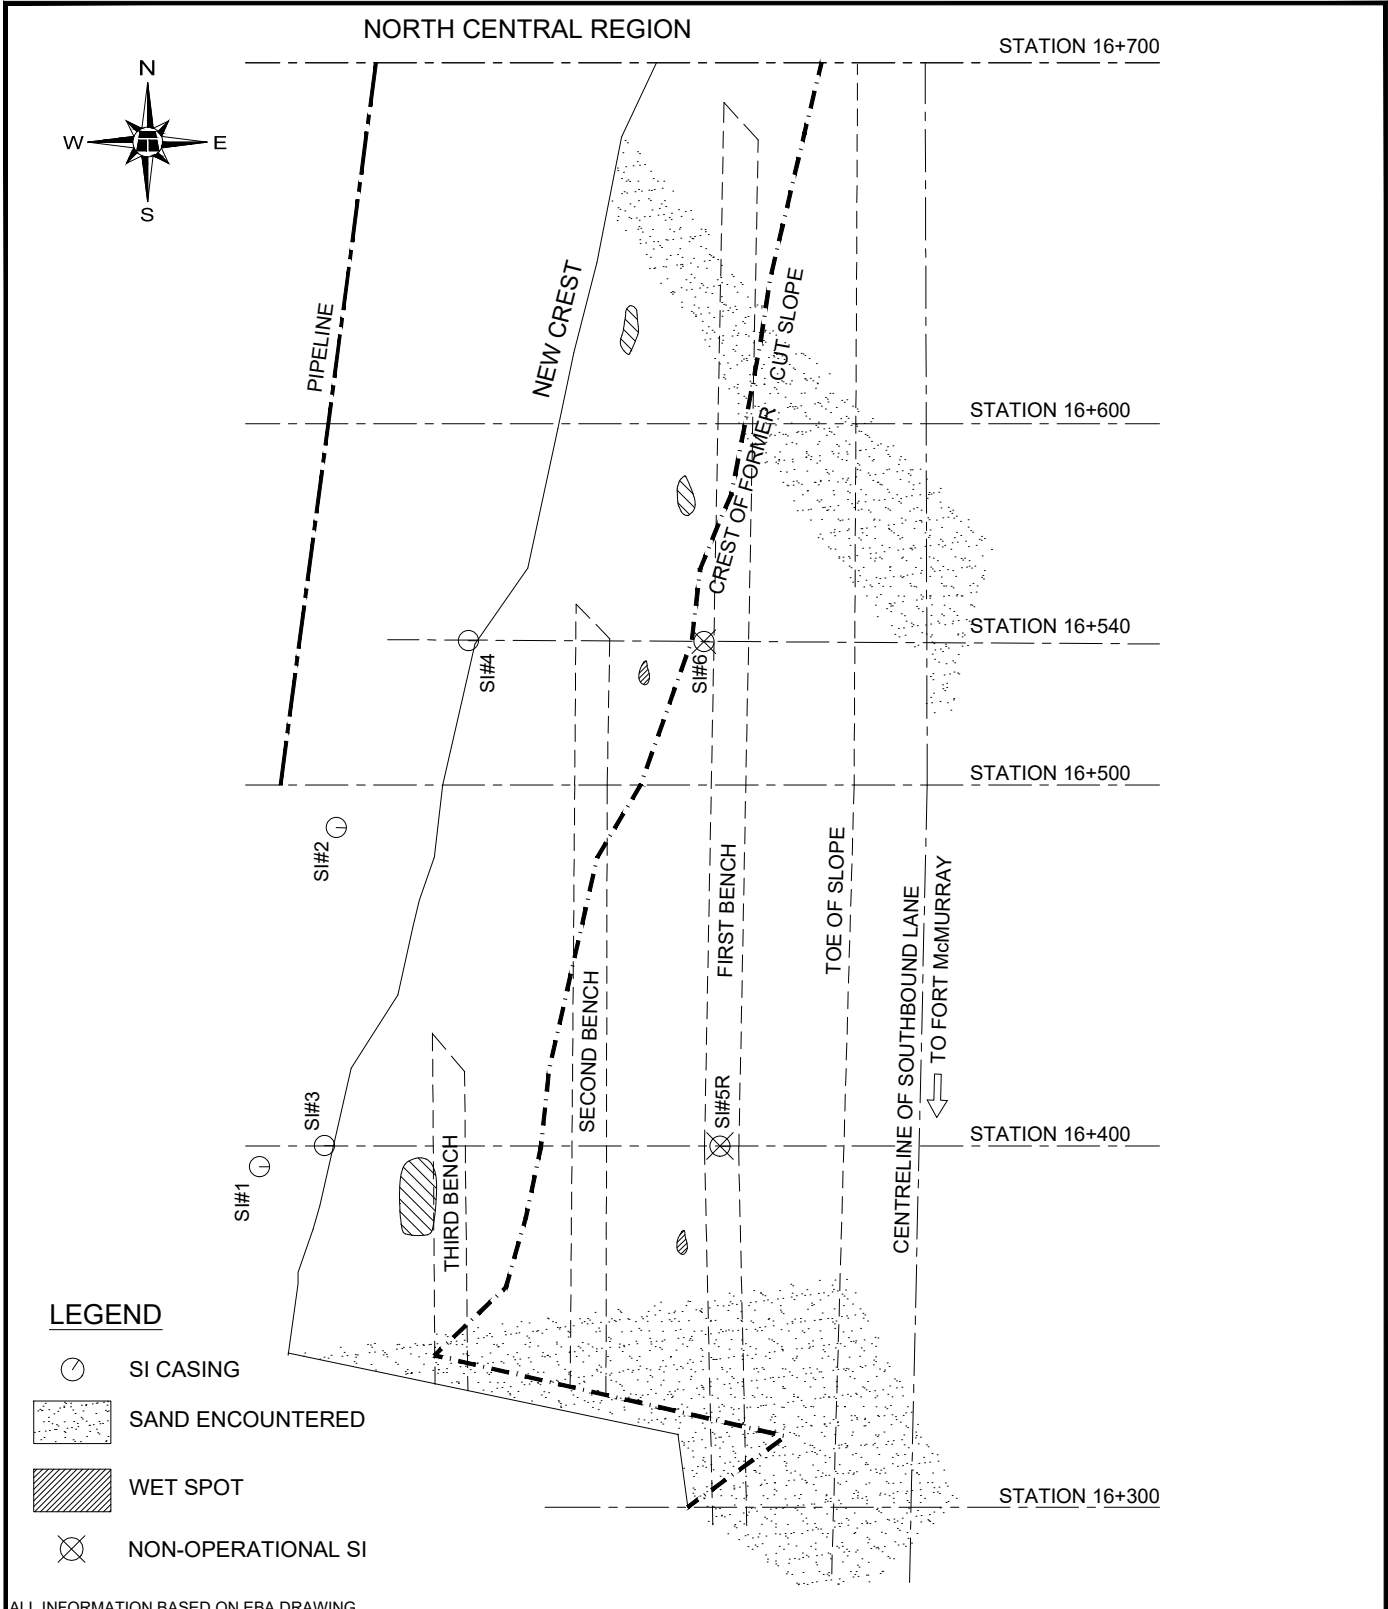 NORTH CENTRAL REGION
STATION 16+700
N
W
E
S
PIPELINE
NEW CREST
CREST OF FORMER CUT SLOPE
STATION 16+600
STATION 16+540
SI#4
SI#6
STATION 16+500
SI#2
FIRST BENCH
TOE OF SLOPE
CENTRELINE OF SOUTHBOUND LANE
TO FORT McMURRAY
SECOND BENCH
SI#3
SI#5R
STATION 16+400
SI#1
THIRD BENCH
LEGEND
SI CASING
SAND ENCOUNTERED
WET SPOT
NON-OPERATIONAL SI
STATION 16+300
ALL INFORMATION BASED ON EBA DRAWING